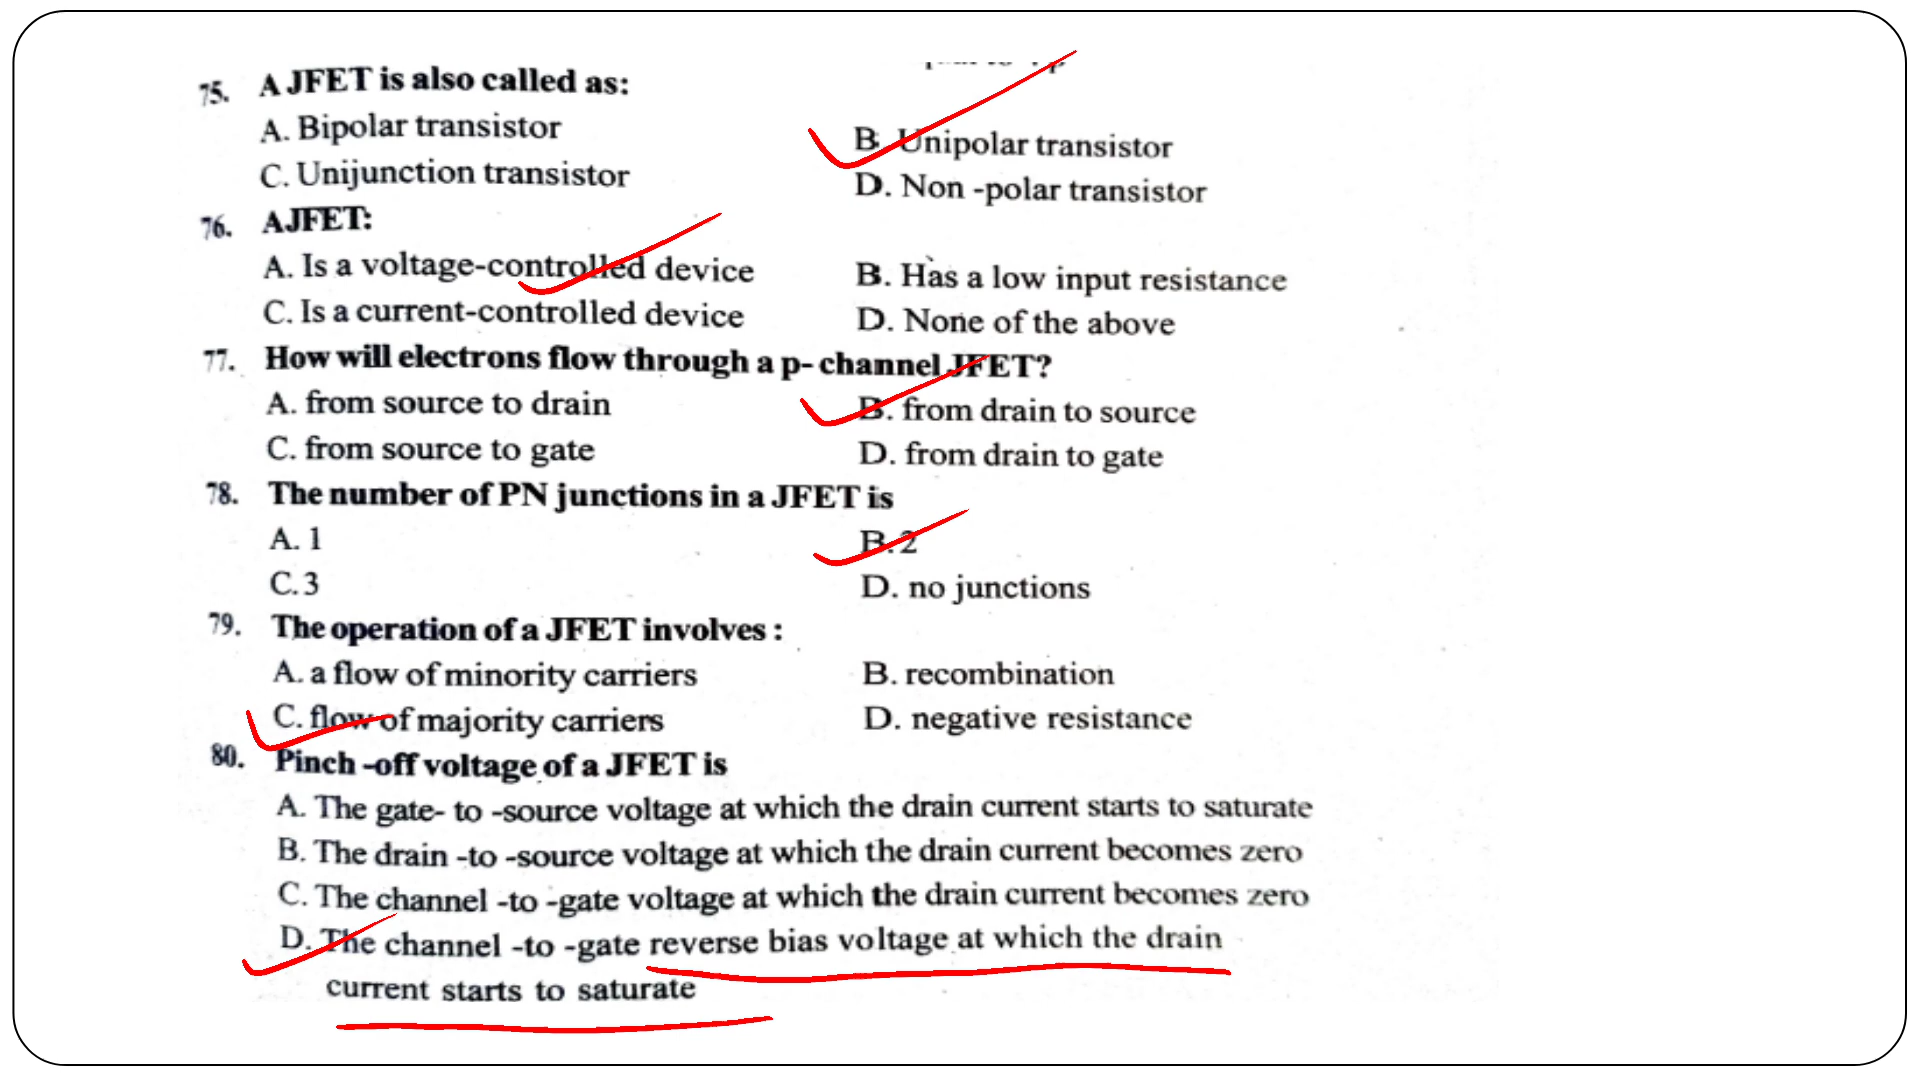 75. A JFET is also called as:
A. Bipolar transistor
B. Unipolar transistor
C. Unijunction transistor
D. Non -polar transistor
76. AJFET:
A. Is a voltage-controlled device
B. Has a low input resistance
C. Is a current-controlled device
D. None of the above
77. How will electrons flow through a p- channel JFET?
A. from source to drain
B. from drain to source
C. from source to gate
D. from drain to gate
78. The number of PN junctions in a JFET is
A. 1
B. 2
C. 3
D. no junctions
79. The operation of a JFET involves :
A. a flow of minority carriers
B. recombination
C. flow of majority carriers
D. negative resistance
80. Pinch -off voltage of a JFET is
A. The gate- to -source voltage at which the drain current starts to saturate
B. The drain -to -source voltage at which the drain current becomes zero
C. The channel -to -gate voltage at which the drain current becomes zero
D. The channel -to -gate reverse bias voltage at which the drain
current starts to saturate